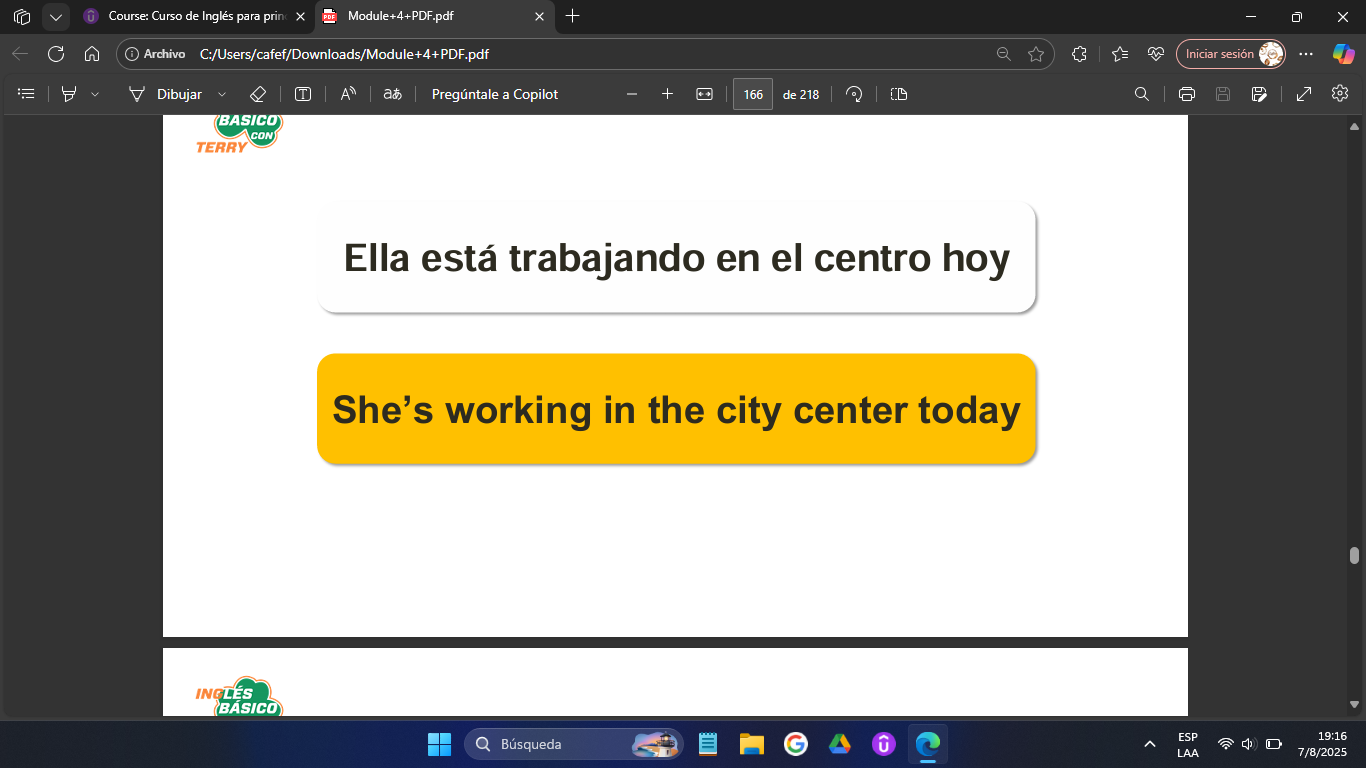 Course: Curso de Inglés para prin
Module+4+PDF.pdf
Archivo
C:/Users/cafef/Downloads/Module+4+PDF.pdf
Iniciar sesión
Dibujar
Pregúntale a Copilot
166
de 218
BÁSICO
CON
TERRY
Ella está trabajando en el centro hoy
She’s working in the city center today
INGLÉS
BÁSICO
Búsqueda
ESP
LAA
19:16
7/8/2025